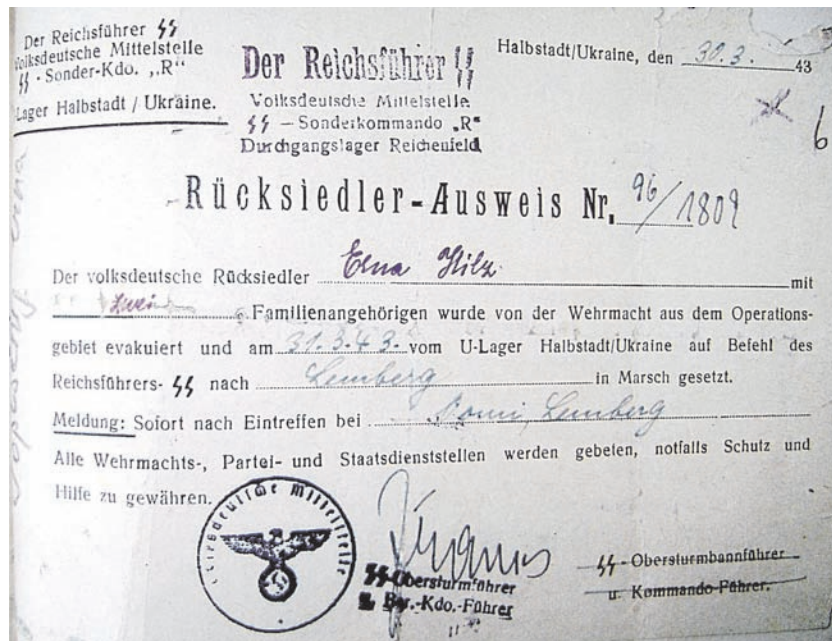 Der Reichsführer SS
Volksdeutsche Mittelstelle
SS - Sonder-Kdo. „R"
Lager Halbstadt / Ukraine.
Der Reichsführer SS
Volksdeutsche Mittelstelle
SS — Sonderkommando „R"
Durchgangslager Reichenfeld
Halbstadt/Ukraine, den 30.3. 43
6
Rücksiedler-Ausweis Nr. 96/1809
Der volksdeutsche Rücksiedler Erna Hilz mit
zwei Familienangehörigen wurde von der Wehrmacht aus dem Operations-
gebiet evakuiert und am 31.3.43. vom U-Lager Halbstadt/Ukraine auf Befehl des
Reichsführers- SS nach Lemberg in Marsch gesetzt.
Meldung: Sofort nach Eintreffen bei Lemberg
Alle Wehrmachts-, Partei- und Staatsdienststellen werden gebeten, notfalls Schutz und
Hilfe zu gewähren.
Volksdeutsche Mittelstelle
SS-Obersturmführer
u. Ber.-Kdo.-Führer
SS-Obersturmbannführer
u. Kommando-Führer.